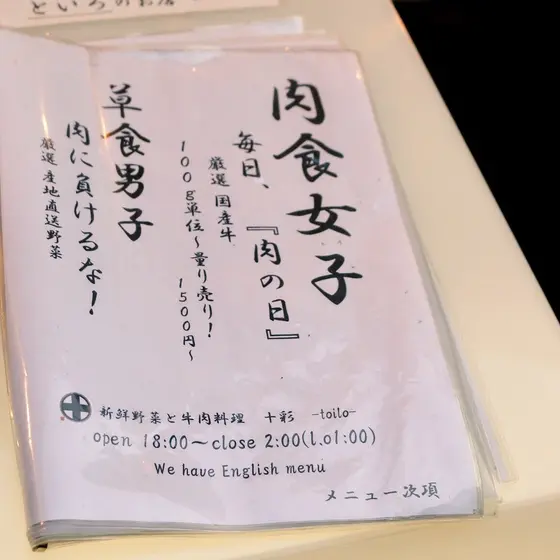 といろのお店
肉食女子
毎日、『肉の日』
厳選 国産牛
100g単位~量り売り!
1500円~
草食男子
肉に負けるな!
厳選 産地直送野菜
新鮮野菜と牛肉料理 十彩 -toilo-
open 18:00~close 2:00(l.o1:00)
We have English menu
メニュー次項